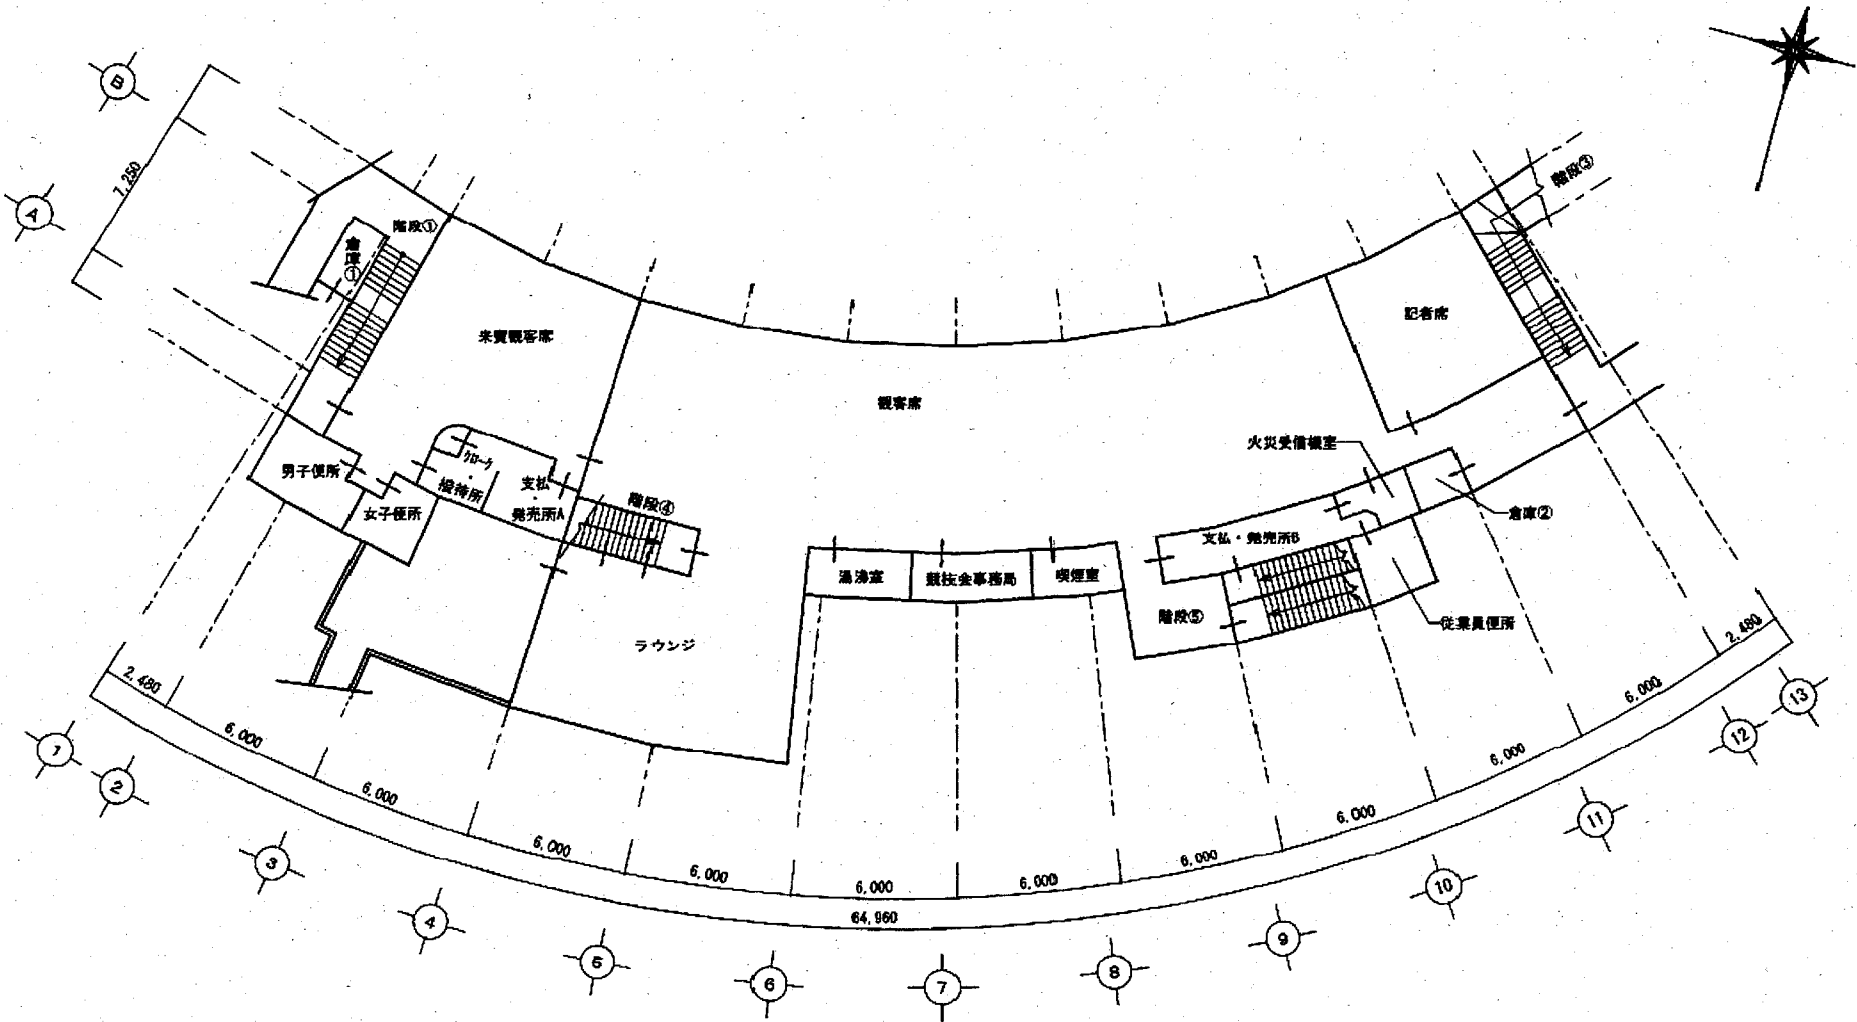 B
A
7,250
階段①
倉庫①
来賓観客席
観客席
記者席
階段③
男子便所
女子便所
クローク
・
接待所
支払
・
発売所A
階段④
ラウンジ
湯沸室
競技会事務局
喫煙室
火災受信機室
倉庫②
支払・発売所B
階段⑤
従業員便所
2,480
6,000
6,000
6,000
6,000
6,000
6,000
6,000
6,000
6,000
6,000
2,480
64,960
1
2
3
4
5
6
7
8
9
10
11
12
13